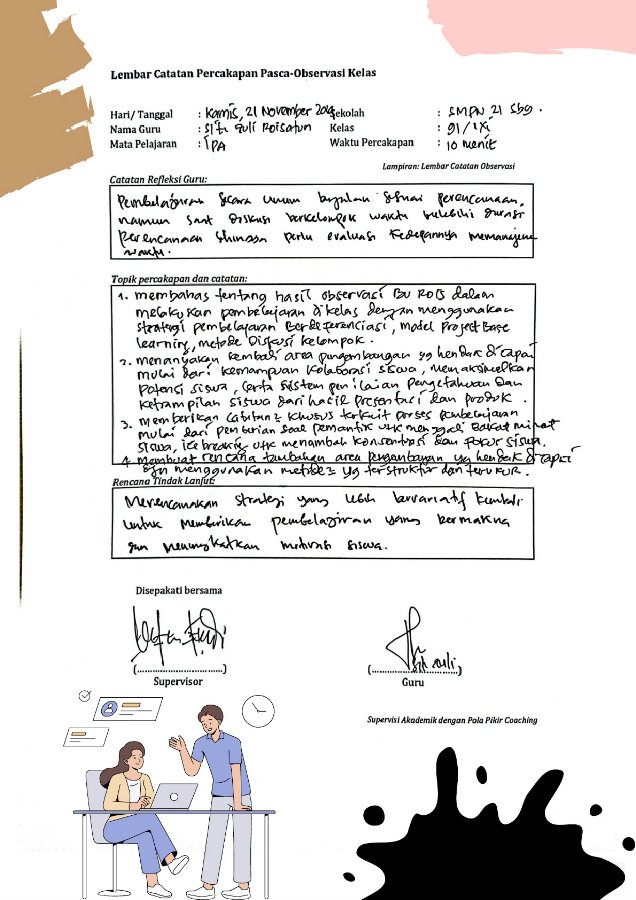 Lembar Catatan Percakapan Pasca-Observasi Kelas
Hari/ Tanggal : Kamis, 21 November 2024 Sekolah : SMPN 21 Sbg.
Nama Guru : Siti Juli Roisatun Kelas : 91/IXi
Mata Pelajaran : IPA Waktu Percakapan : 10 menit
Lampiran: Lembar Catatan Observasi
Catatan Refleksi Guru:
Pembelajaran secara umum berjalan sesuai perencanaan,
namun saat diskusi berkelompok waktu melebihi durasi
perencanaan sehingga perlu evaluasi kedepannya memanajemen
waktu.
Topik percakapan dan catatan:
1. membahas tentang hasil observasi Bu Rois dalam
melakukan pembelajaran di kelas dengan menggunakan
strategi pembelajaran Berdeferenciasi, model Project Base
learning, metode Diskusi kelompok.
2. menanyakan kembali area pengembangan yg hendak di capai
mulai dari kemampuan kolaborasi siswa, memaksimalkan
potensi siswa, serta sistem penilaian pengetahuan dan
ketrampilan siswa dari hasil presentasi dan produk.
3. memberikan catatan2 khusus terkait proses pembelajaran
mulai dari pemberian soal pemantik utk menggali Bakat minat
siswa, ice breaking utk menambah konsentrasi dan fokus siswa.
4. membuat rencana tambahan area pengembangan yg hendak di capai
dgn menggunakan metode2 yg terstruktur dan terukur.
Rencana Tindak Lanjut:
Merencanakan strategi yang lebih bervariatif kembali
untuk memberikan pembelajaran yang bermakna
dan meningkatkan motivasi siswa.
Disepakati bersama
(..............................) (..............................)
Supervisor Guru
Supervisi Akademik dengan Pola Pikir Coaching